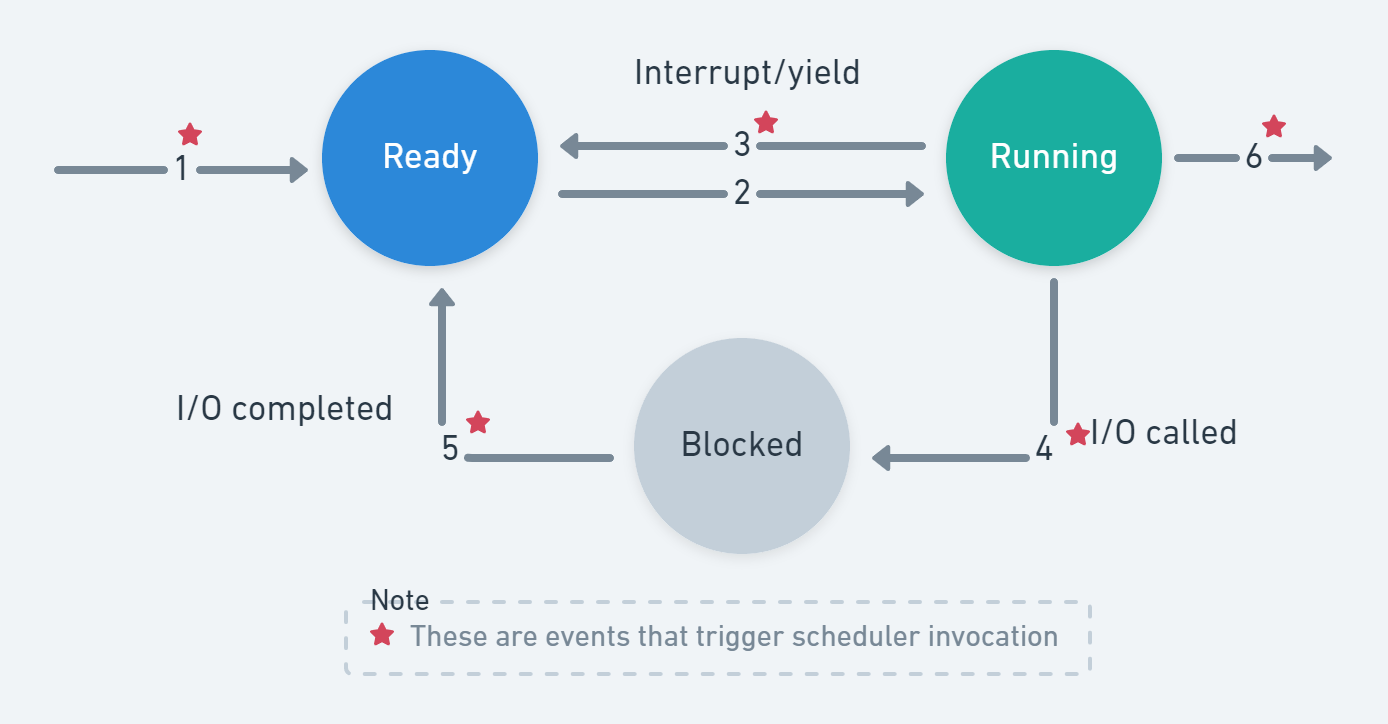 Interrupt/yield
1
Ready
3
2
Running
6
I/O completed
5
Blocked
4
I/O called
Note
These are events that trigger scheduler invocation